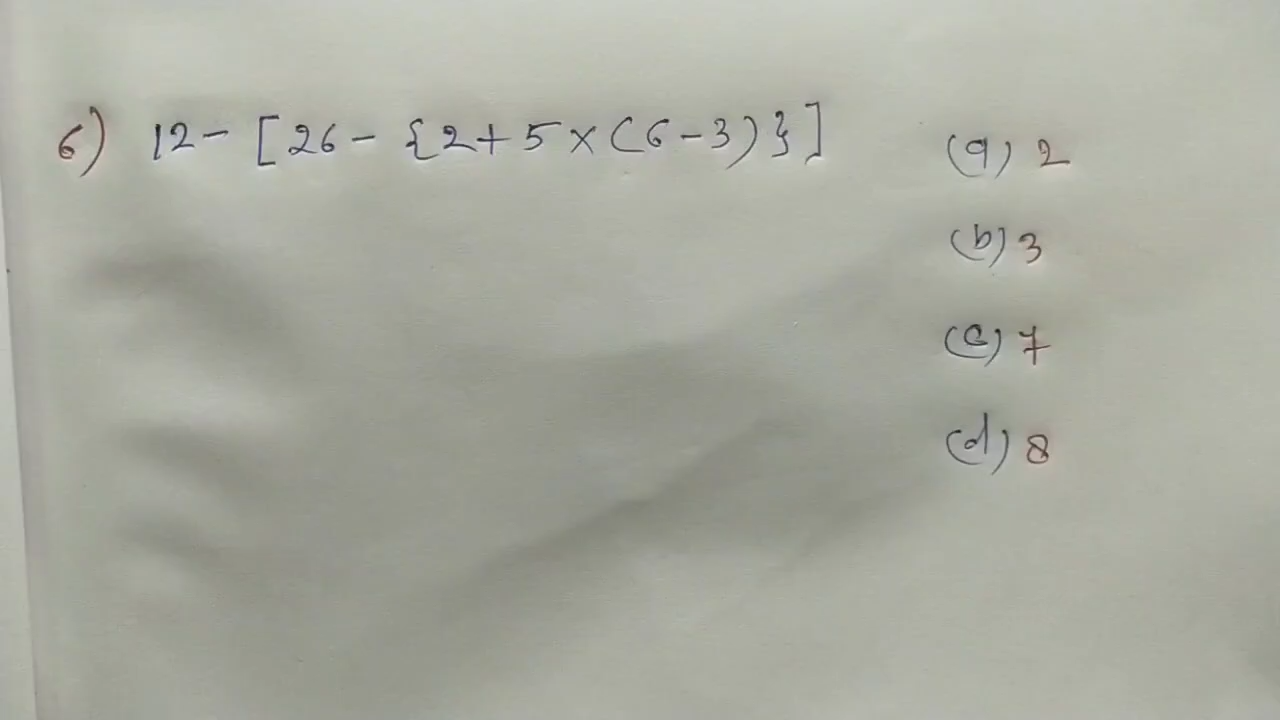 6) 12 - [26 - {2 + 5 × (6 - 3)}]
(a) 2
(b) 3
(c) 7
(d) 8